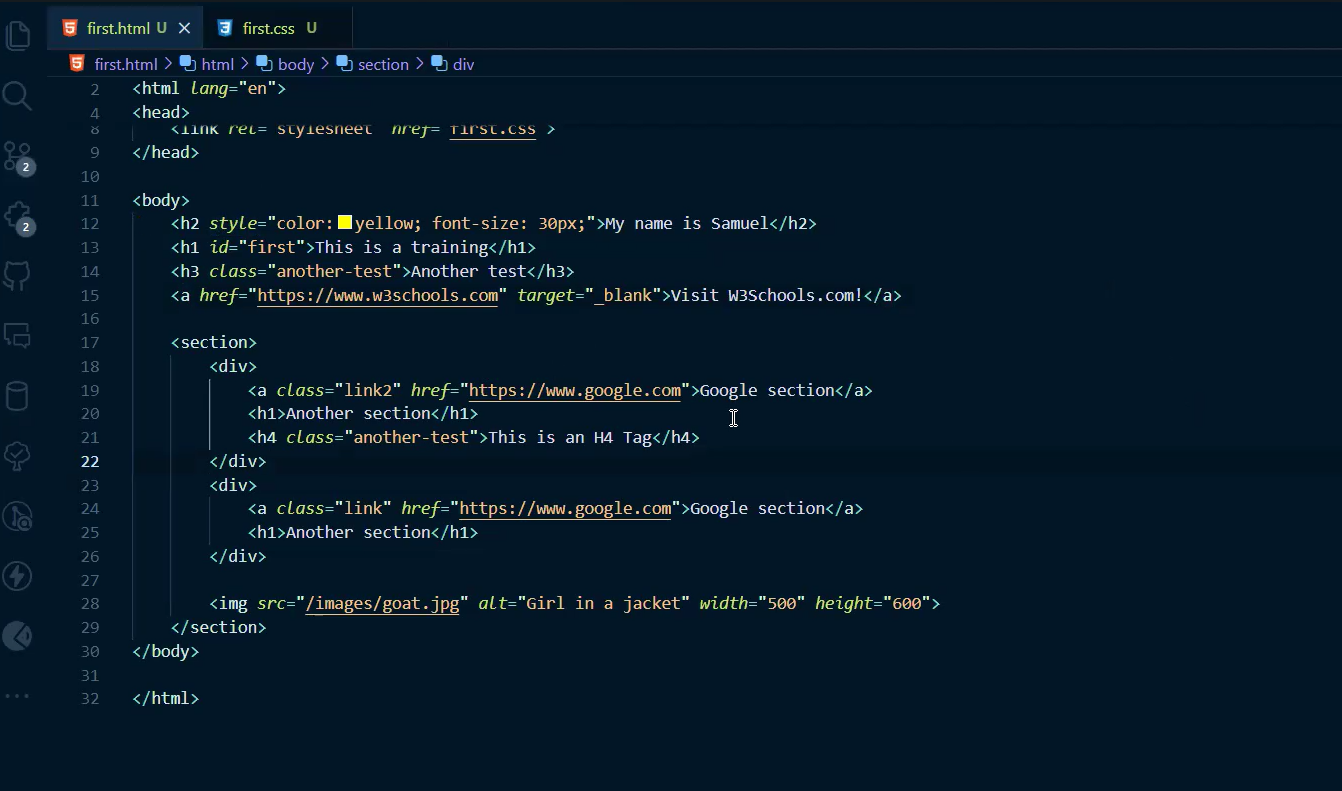 first.html U
first.css U
first.html > html > body > section > div
2 <html lang="en">
4 <head>
8 <link rel="stylesheet" href="first.css">
9 </head>
10
11 <body>
12 <h2 style="color: yellow; font-size: 30px;">My name is Samuel</h2>
13 <h1 id="first">This is a training</h1>
14 <h3 class="another-test">Another test</h3>
15 <a href="https://www.w3schools.com" target="_blank">Visit W3Schools.com!</a>
16
17 <section>
18 <div>
19 <a class="link2" href="https://www.google.com">Google section</a>
20 <h1>Another section</h1>
21 <h4 class="another-test">This is an H4 Tag</h4>
22 </div>
23 <div>
24 <a class="link" href="https://www.google.com">Google section</a>
25 <h1>Another section</h1>
26 </div>
27
28 <img src="/images/goat.jpg" alt="Girl in a jacket" width="500" height="600">
29 </section>
30 </body>
31
32 </html>
2
2